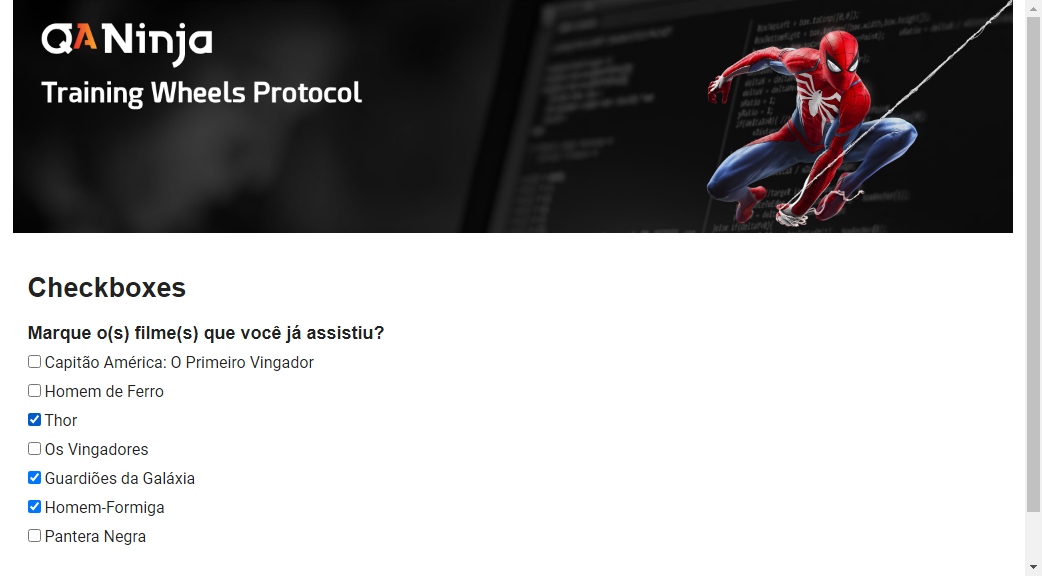 QANinja
Training Wheels Protocol
Checkboxes
Marque o(s) filme(s) que você já assistiu?
Capitão América: O Primeiro Vingador
Homem de Ferro
Thor
Os Vingadores
Guardiões da Galáxia
Homem-Formiga
Pantera Negra